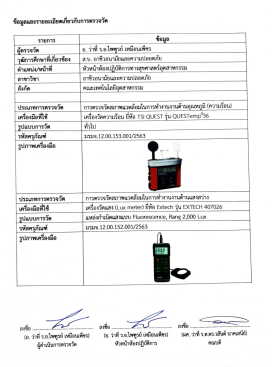 ข้อมูลและรายละเอียดเกี่ยวกับการตรวจวัด
รายการ ข้อมูล
ผู้ตรวจวัด อ. ว่าที่ ร.อ.ไพฑูรย์ เหมือนเพชร
วุฒิการศึกษาที่เกี่ยวข้อง ส.บ. อาชีวอนามัยและความปลอดภัย
ตำแหน่ง/หน้าที่ หัวหน้าห้องปฏิบัติการทางสุขศาสตร์อุตสาหกรรม
สาขาวิชา อาชีวอนามัยและความปลอดภัย
สังกัด คณะเทคโนโลยีอุตสาหกรรม
ประเภทการตรวจวัด การตรวจวัดสภาพแวดล้อมในการทำงานด้านอุณหภูมิ (ความร้อน)
เครื่องมือที่ใช้ เครื่องวัดความร้อน ยี่ห้อ TSI QUEST รุ่น QUESTemp°36
รูปแบบการวัด ทั่วไป
รหัสครุภัณฑ์ มรมจ.12.00.153.001/2563
รูปภาพเครื่องมือ
ประเภทการตรวจวัด การตรวจวัดสภาพแวดล้อมในการทำงานด้านแสงสว่าง
เครื่องมือที่ใช้ เครื่องวัดแสง (Lux meter) ยี่ห้อ Extech รุ่น EXTECH 407026
รูปแบบการวัด แหล่งกำเนิดแสงแบบ Fluorescence, Rang 2,000 Lux
รหัสครุภัณฑ์ มรมจ.12.00.152.001/2563
รูปภาพเครื่องมือ
ลงชื่อ ลงชื่อ ลงชื่อ
(อ. ว่าที่ ร.อ.ไพฑูรย์ เหมือนเพชร) (อ. ว่าที่ ร.อ.ไพฑูรย์ เหมือนเพชร)
ผู้ดำเนินการตรวจวัด หัวหน้าห้องปฏิบัติการ คณบดี